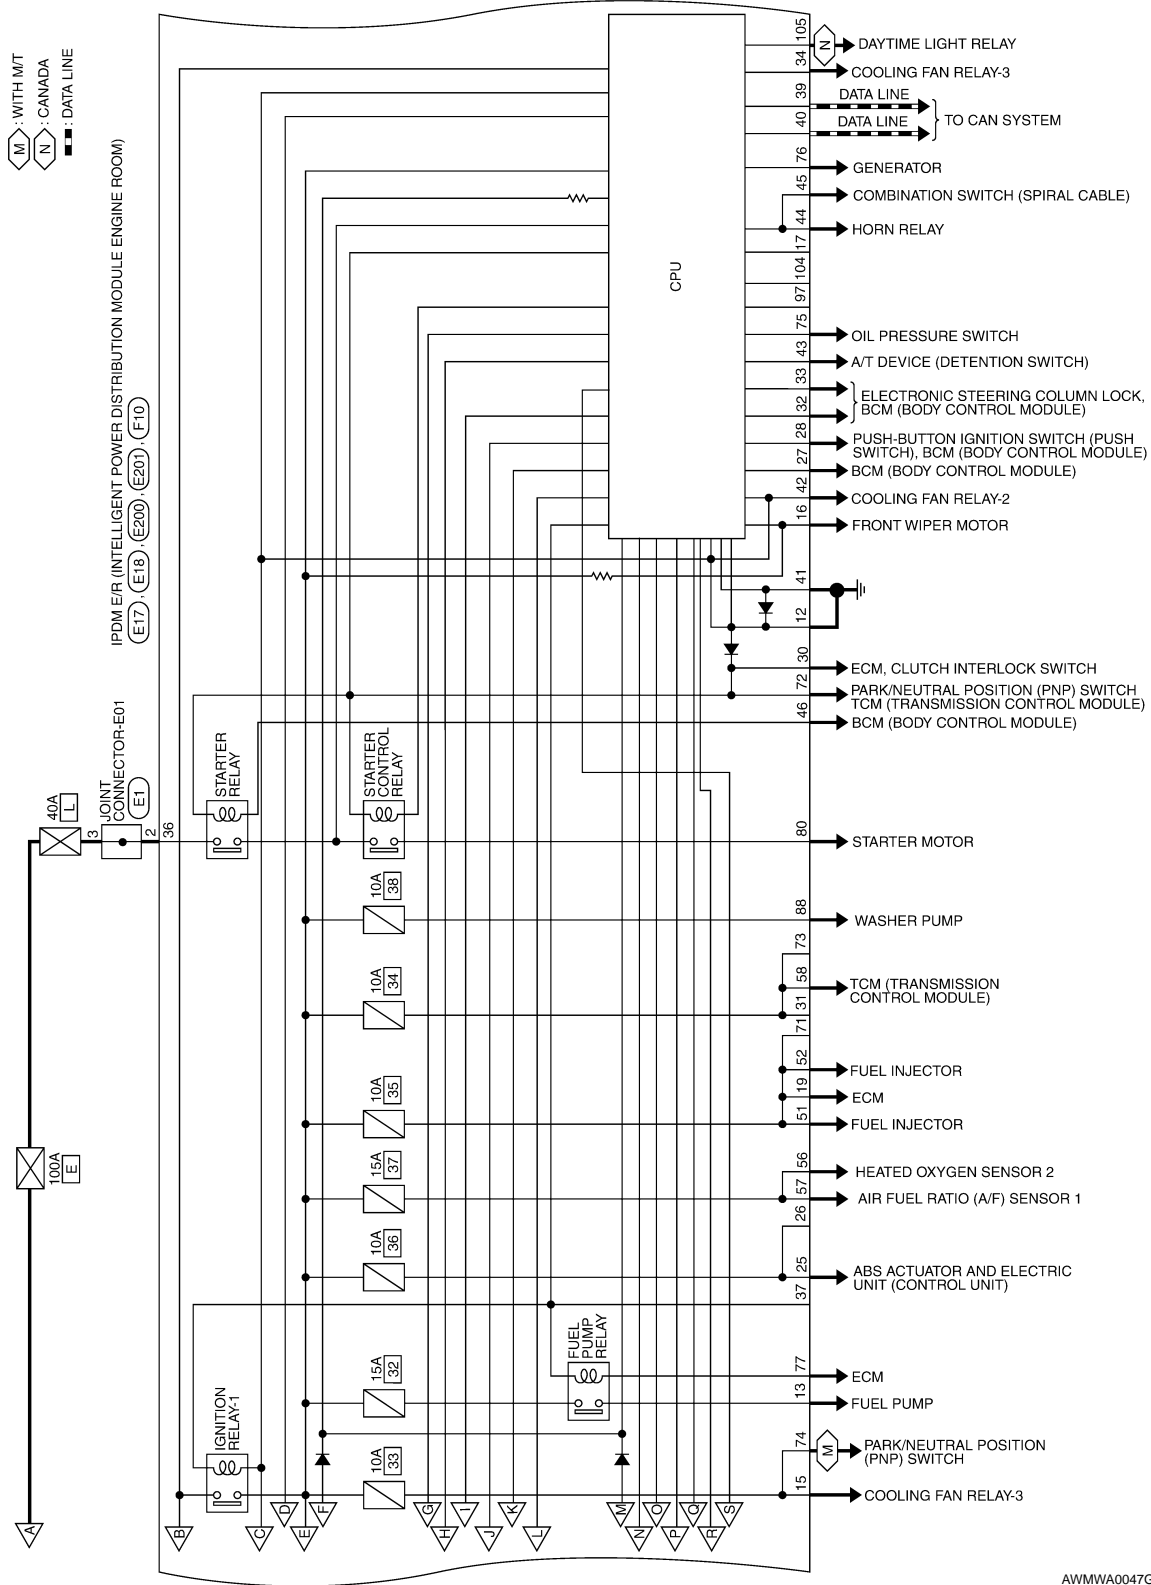 M : WITH M/T
N : CANADA
: DATA LINE
IPDM E/R (INTELLIGENT POWER DISTRIBUTION MODULE ENGINE ROOM)
E17 , E18 , E200 , E201 , F10
CPU
105
N
DAYTIME LIGHT RELAY
34
COOLING FAN RELAY-3
39
DATA LINE
40
DATA LINE
TO CAN SYSTEM
76
GENERATOR
45
COMBINATION SWITCH (SPIRAL CABLE)
44
HORN RELAY
17
104
97
75
OIL PRESSURE SWITCH
43
A/T DEVICE (DETENTION SWITCH)
33
32
ELECTRONIC STEERING COLUMN LOCK,
BCM (BODY CONTROL MODULE)
28
PUSH-BUTTON IGNITION SWITCH (PUSH
SWITCH), BCM (BODY CONTROL MODULE)
27
BCM (BODY CONTROL MODULE)
42
COOLING FAN RELAY-2
16
FRONT WIPER MOTOR
41
12
30
ECM, CLUTCH INTERLOCK SWITCH
72
PARK/NEUTRAL POSITION (PNP) SWITCH
TCM (TRANSMISSION CONTROL MODULE)
46
BCM (BODY CONTROL MODULE)
40A
L
3
JOINT
CONNECTOR-E01
E1
2
36
STARTER
RELAY
STARTER
CONTROL
RELAY
80
STARTER MOTOR
10A
38
88
WASHER PUMP
73
10A
34
58
TCM (TRANSMISSION
CONTROL MODULE)
31
71
52
FUEL INJECTOR
10A
35
19
ECM
51
FUEL INJECTOR
100A
E
15A
37
56
HEATED OXYGEN SENSOR 2
57
AIR FUEL RATIO (A/F) SENSOR 1
26
10A
36
25
ABS ACTUATOR AND ELECTRIC
UNIT (CONTROL UNIT)
37
FUEL
PUMP
RELAY
77
ECM
15A
32
13
FUEL PUMP
IGNITION
RELAY-1
74
M
PARK/NEUTRAL POSITION
(PNP) SWITCH
10A
33
15
COOLING FAN RELAY-3
A
B
C
D
E
F
G
H
I
J
K
L
M
N
O
P
Q
R
S
AWMWA0047G